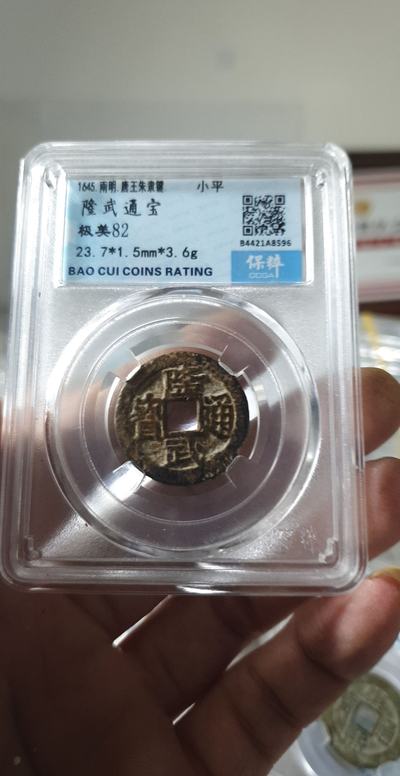 1645.南明.唐王朱聿键 小平
隆武通宝
极美82
B4421A8596
23.7*1.5mm*3.6g
保粹
BAO CUI COINS RATING
隆武通寳